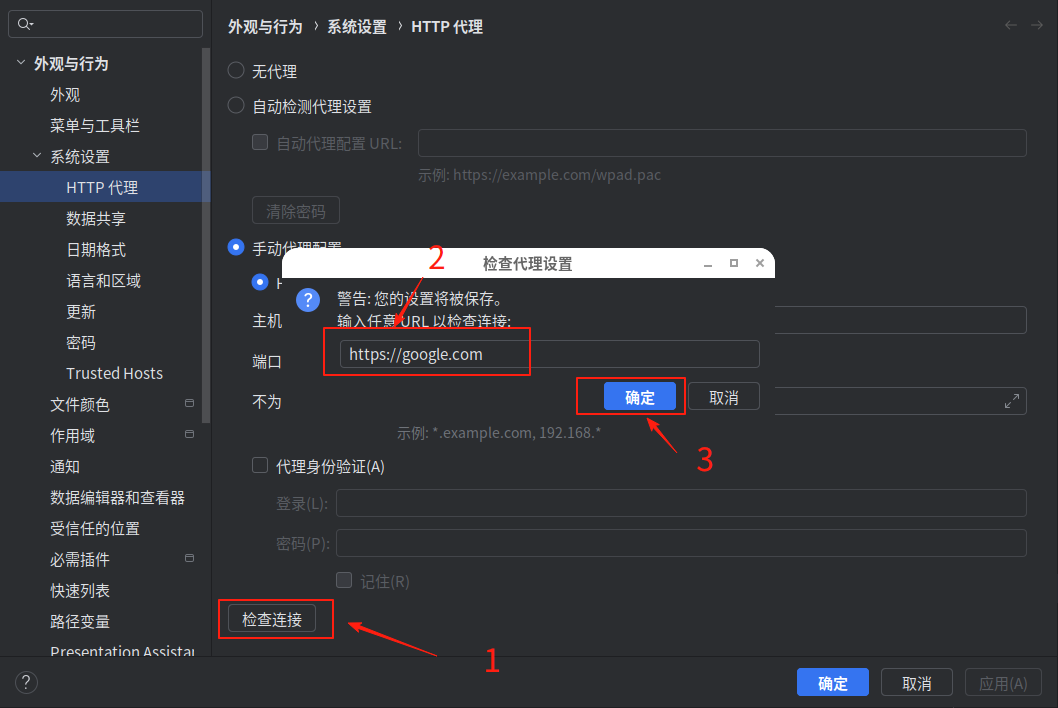 外观与行为 › 系统设置 › HTTP 代理
外观与行为
外观
菜单与工具栏
系统设置
HTTP 代理
数据共享
日期格式
语言和区域
更新
密码
Trusted Hosts
文件颜色
作用域
通知
数据编辑器和查看器
受信任的位置
必需插件
快速列表
路径变量
Presentation Assistan
无代理
自动检测代理设置
自动代理配置 URL:
示例: https://example.com/wpad.pac
清除密码
手动代理配置
2
检查代理设置
?
警告: 您的设置将被保存。
输入任意 URL 以检查连接:
主机
https://google.com
端口
确定
取消
不为
示例: *.example.com, 192.168.*
3
代理身份验证(A)
登录(L):
密码(P):
记住(R)
检查连接
1
?
确定
取消
应用(A)